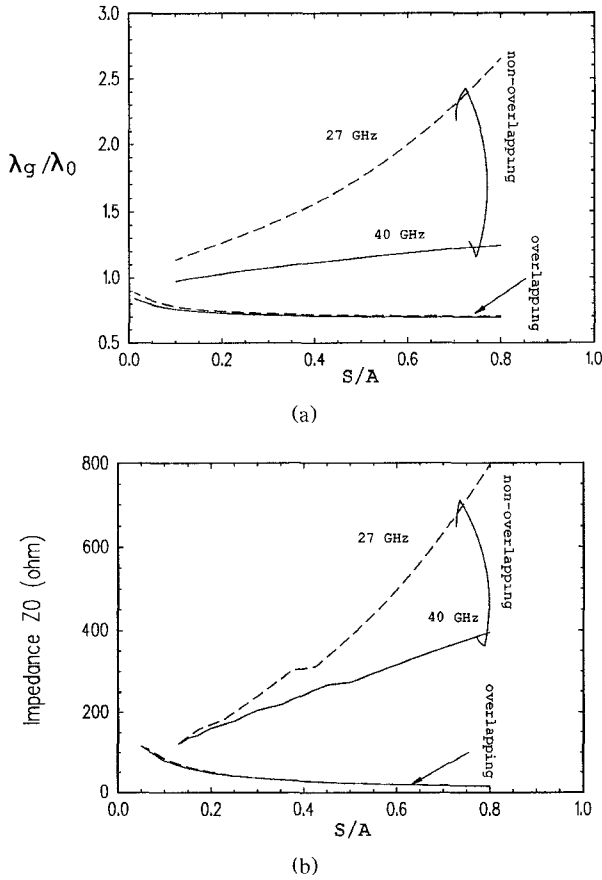 3.0
2.5
2.0
1.5
1.0
0.5
λg/λ0
27 GHz
40 GHz
non-overlapping
overlapping
0.0 0.2 0.4 0.6 0.8 1.0
S/A
(a)
800
600
400
200
0
Impedance Z0 (ohm)
27 GHz
40 GHz
non-overlapping
overlapping
0.0 0.2 0.4 0.6 0.8 1.0
S/A
(b)